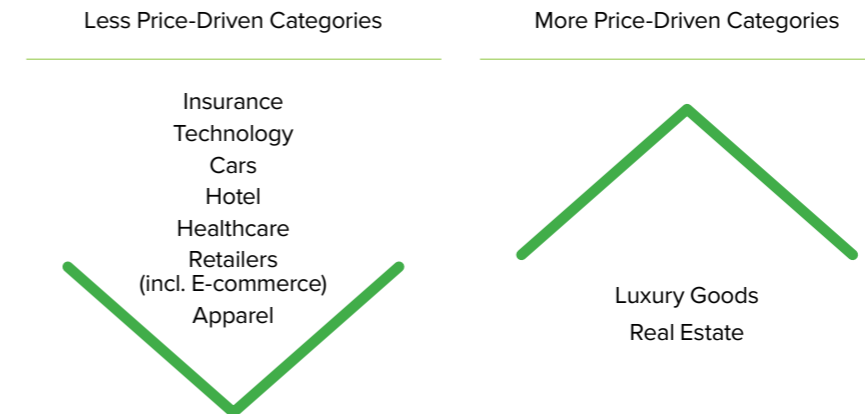 Less Price-Driven Categories
Insurance
Technology
Cars
Hotel
Healthcare
Retailers
(incl. E-commerce)
Apparel
More Price-Driven Categories
Luxury Goods
Real Estate